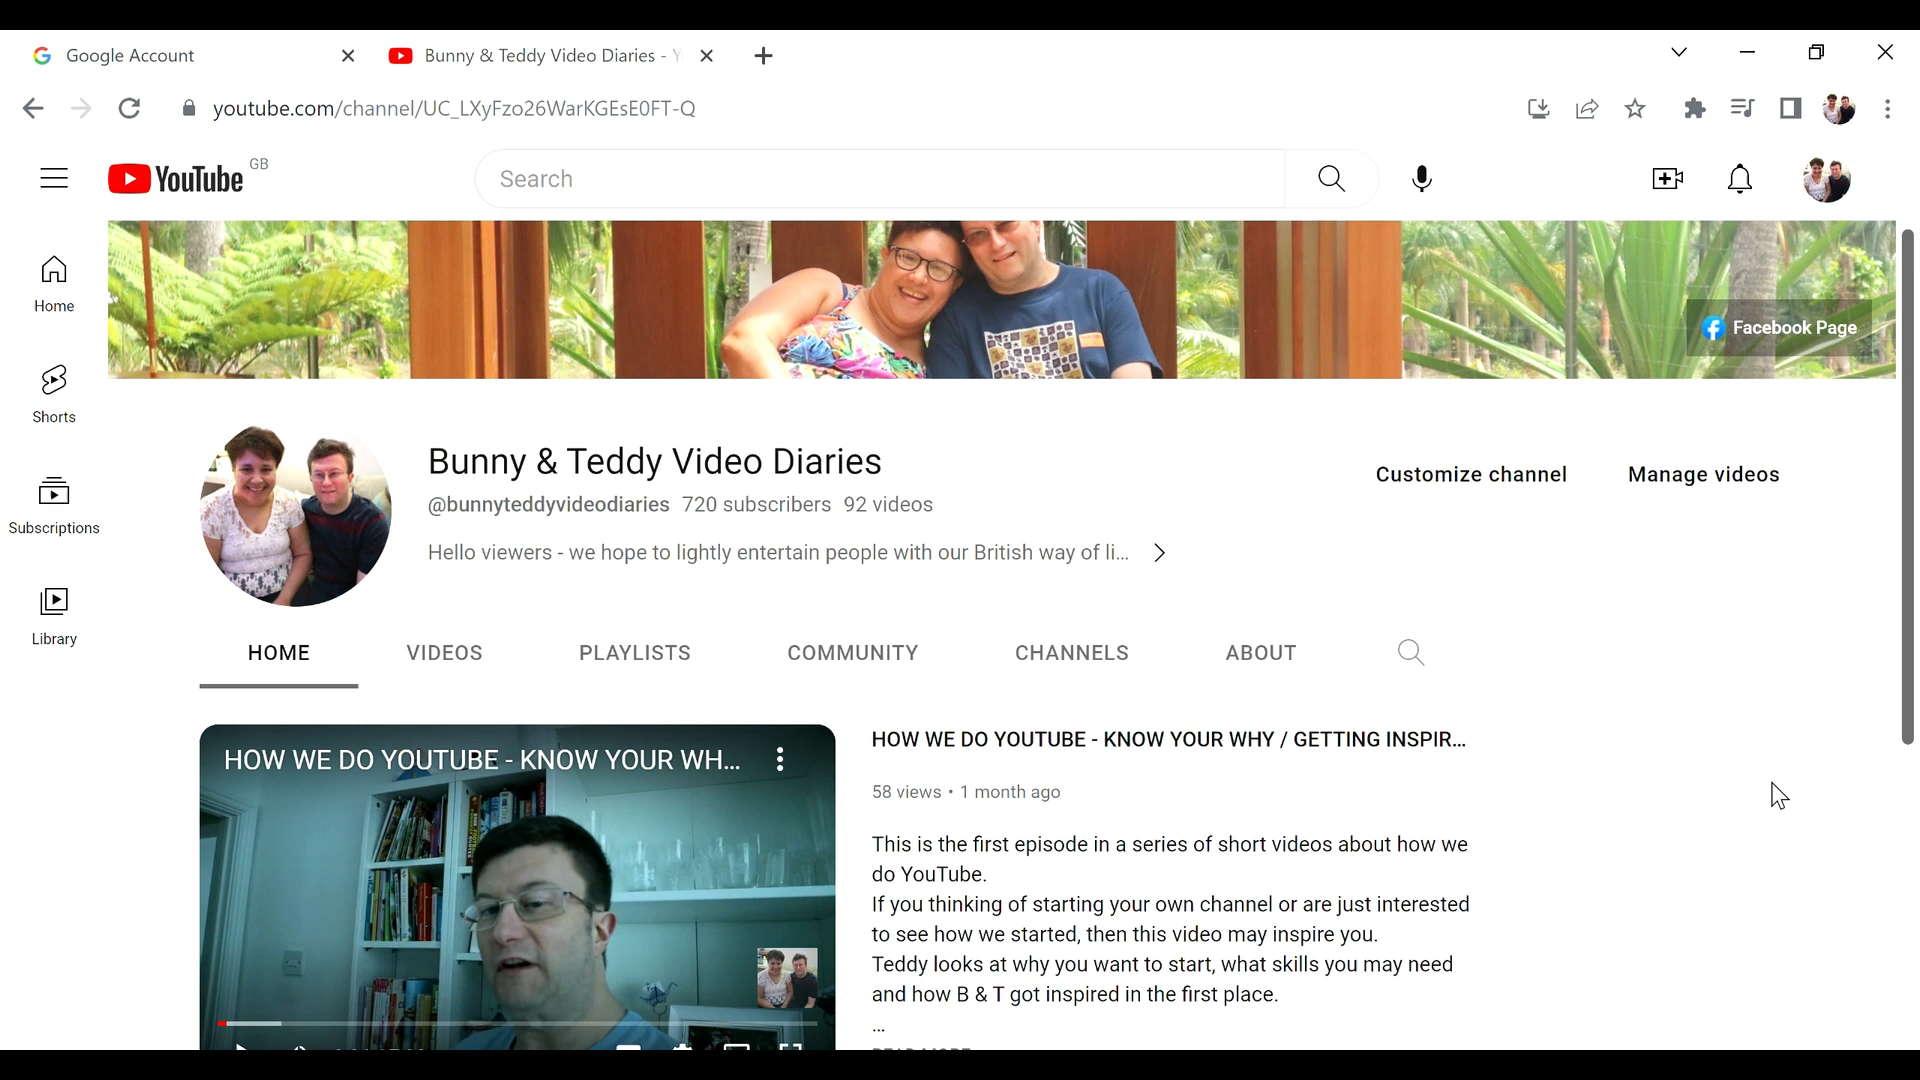 Google Account
Bunny & Teddy Video Diaries -
youtube.com/channel/UC_LXyFzo26WarKGEsE0FT-Q
YouTube GB
Search
Home
Shorts
Subscriptions
Library
Facebook Page
Bunny & Teddy Video Diaries
@bunnyteddyvideodiaries 720 subscribers 92 videos
Hello viewers - we hope to lightly entertain people with our British way of li...
Customize channel
Manage videos
HOME
VIDEOS
PLAYLISTS
COMMUNITY
CHANNELS
ABOUT
HOW WE DO YOUTUBE - KNOW YOUR WH...
HOW WE DO YOUTUBE - KNOW YOUR WHY / GETTING INSPIR...
58 views • 1 month ago
This is the first episode in a series of short videos about how we
do YouTube.
If you thinking of starting your own channel or are just interested
to see how we started, then this video may inspire you.
Teddy looks at why you want to start, what skills you may need
and how B & T got inspired in the first place.
...